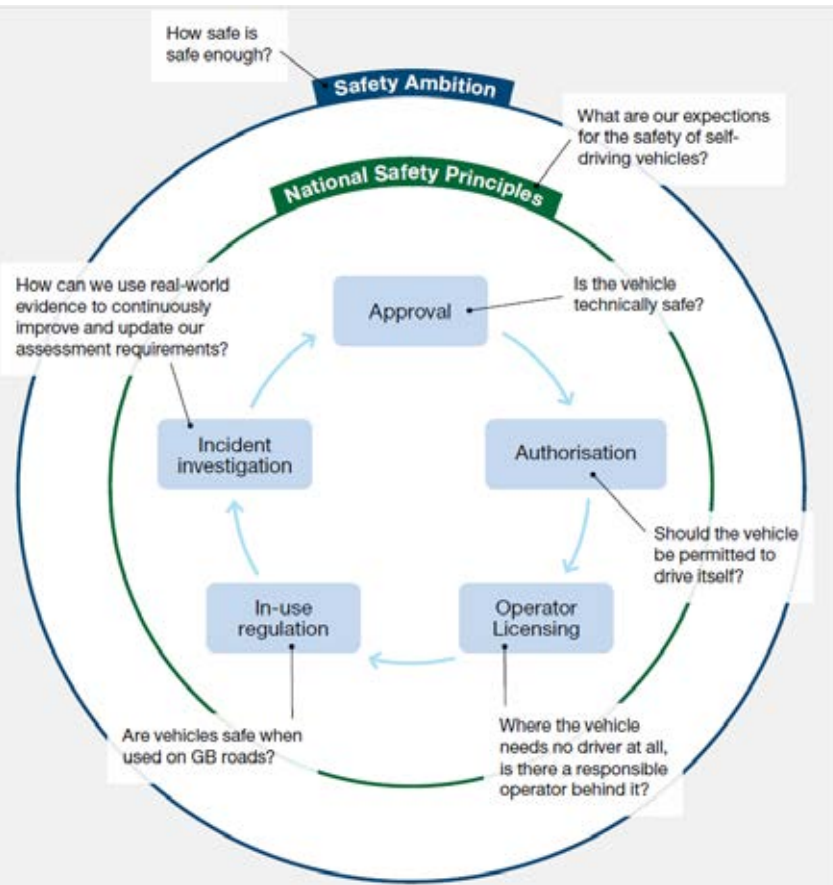 How safe is
safe enough?
Safety Ambition
What are our expections
for the safety of self-
driving vehicles?
National Safety Principles
How can we use real-world
evidence to continuously
improve and update our
assessment requirements?
Approval
Is the vehicle
technically safe?
Incident
investigation
Authorisation
Should the vehicle
be permitted to
drive itself?
In-use
regulation
Operator
Licensing
Are vehicles safe when
used on GB roads?
Where the vehicle
needs no driver at all,
is there a responsible
operator behind it?